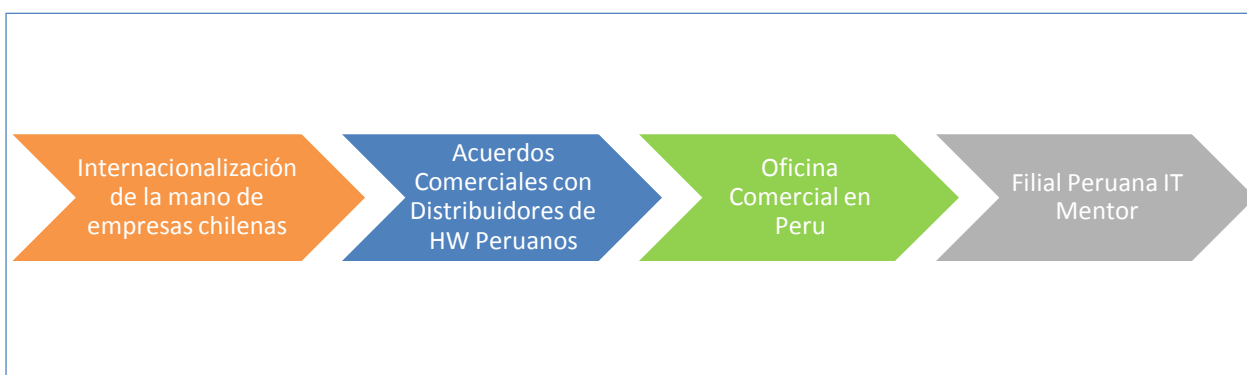 Internacionalización
de la mano de
empresas chilenas
Acuerdos
Comerciales con
Distribuidores de
HW Peruanos
Oficina
Comercial en
Peru
Filial Peruana IT
Mentor